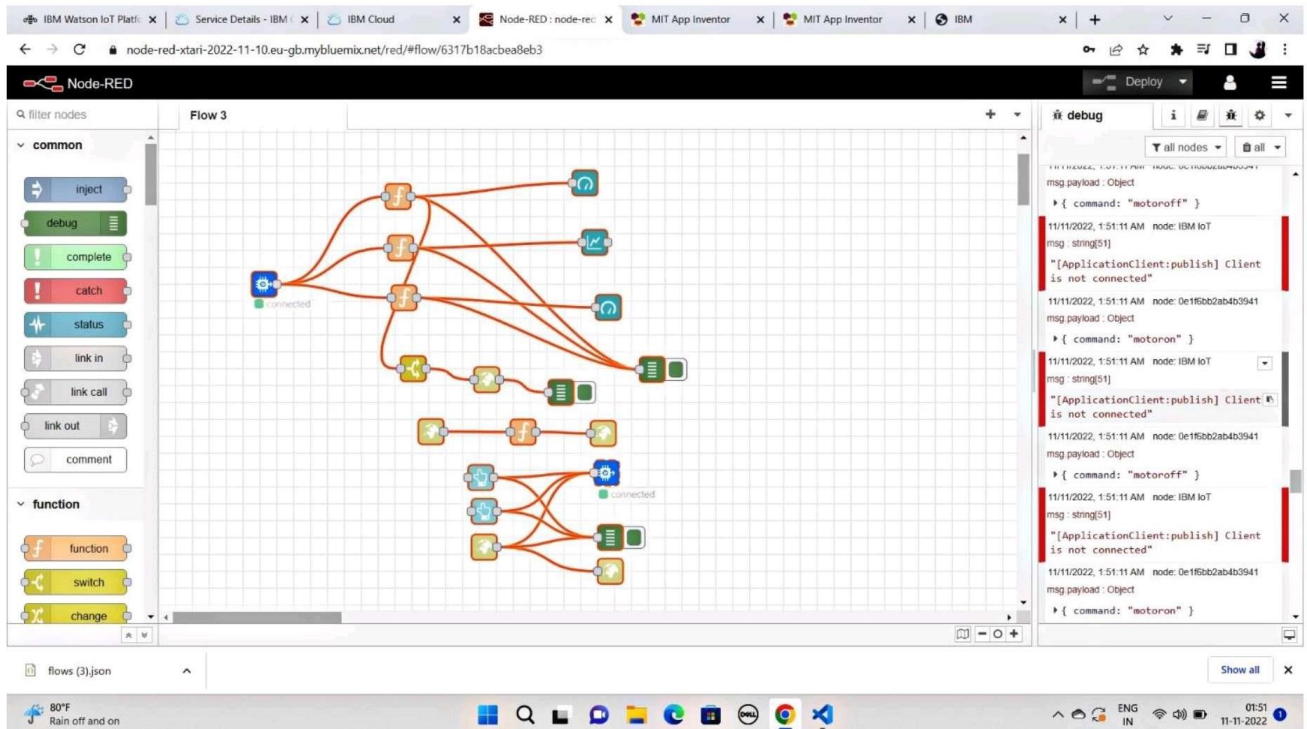 IBM Watson IoT Platfo
Service Details - IBM C
IBM Cloud
Node-RED : node-rec
MIT App Inventor
MIT App Inventor
IBM
node-red-xtari-2022-11-10.eu-gb.mybluemix.net/red/#flow/6317b18acbea8eb3
Node-RED
Deploy
filter nodes
Flow 3
debug
i
all nodes
all
common
inject
debug
complete
catch
status
link in
link call
link out
comment
function
function
switch
change
connected
connected
msg.payload : Object
{ command: "motoroff" }
11/11/2022, 1:51:11 AM node: IBM IoT
msg : string[51]
"[ApplicationClient:publish] Client
is not connected"
11/11/2022, 1:51:11 AM node: 0e1f6bb2ab4b3941
msg.payload : Object
{ command: "motoron" }
11/11/2022, 1:51:11 AM node: IBM IoT
msg : string[51]
"[ApplicationClient:publish] Client
is not connected"
11/11/2022, 1:51:11 AM node: 0e1f6bb2ab4b3941
msg.payload : Object
{ command: "motoroff" }
11/11/2022, 1:51:11 AM node: IBM IoT
msg : string[51]
"[ApplicationClient:publish] Client
is not connected"
11/11/2022, 1:51:11 AM node: 0e1f6bb2ab4b3941
msg.payload : Object
{ command: "motoron" }
flows (3).json
Show all
80°F
Rain off and on
DELL
ENG
IN
01:51
11-11-2022
1